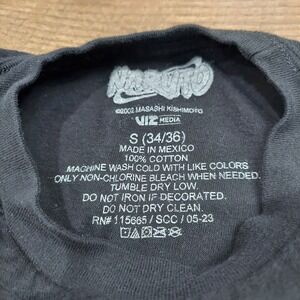 NARUTO
©2002 MASASHI KISHIMOTO
VIZ MEDIA
S (34/36)
MADE IN MEXICO
100% COTTON
MACHINE WASH COLD WITH LIKE COLORS
ONLY NON-CHLORINE BLEACH WHEN NEEDED.
TUMBLE DRY LOW.
DO NOT IRON IF DECORATED.
DO NOT DRY CLEAN.
RN# 115665 / SCC / 05-23